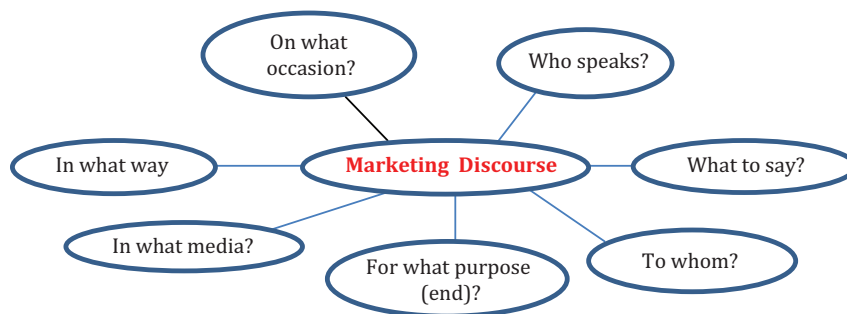 On what
occasion?
Who speaks?
In what way
Marketing Discourse
What to say?
In what media?
For what purpose
(end)?
To whom?